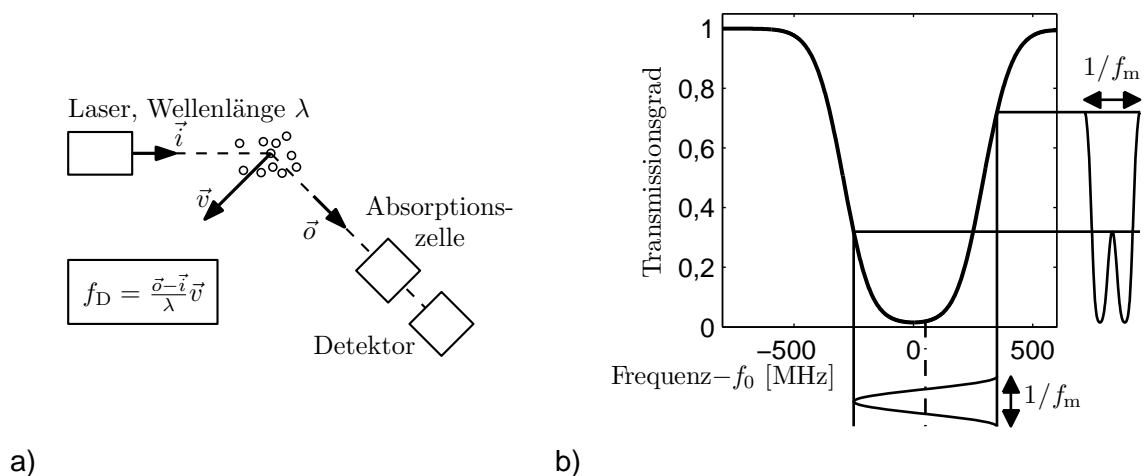 Laser, Wellenlänge λ
i⃗
v⃗
o⃗
Absorptions-
zelle
f_D = (o⃗−i⃗)/λ v⃗
Detektor
a)
1
0,8
0,6
0,4
0,2
0
Transmissionsgrad
−500
0
500
Frequenz−f_0 [MHz]
1/f_m
1/f_m
b)